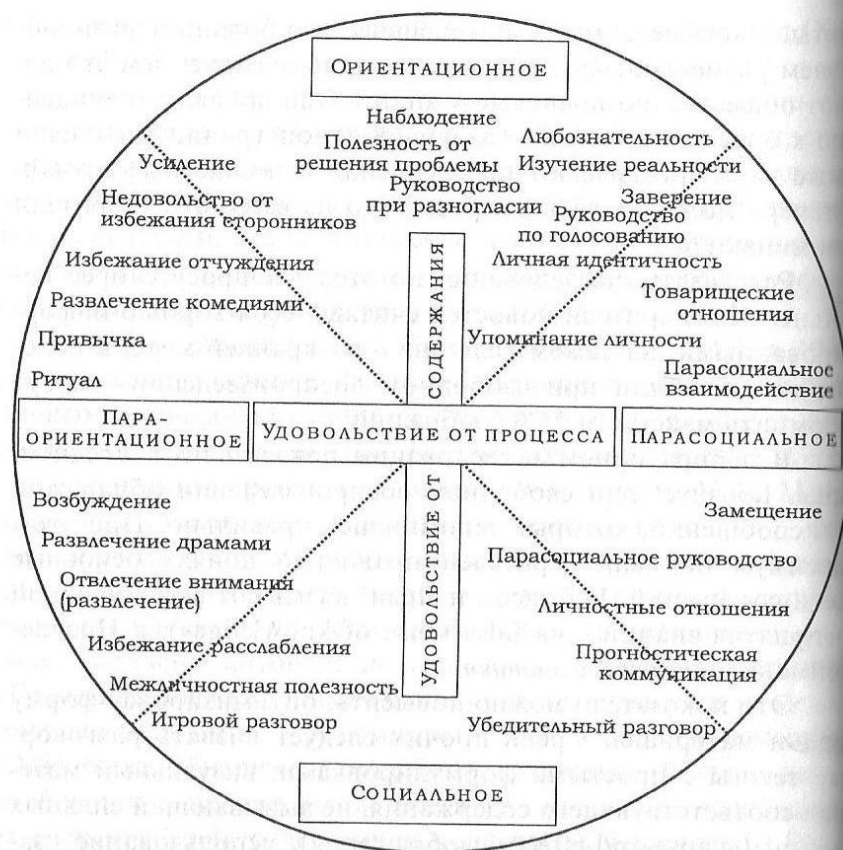 ОРИЕНТАЦИОННОЕ
Наблюдение
Полезность от
решения проблемы
Руководство
при разногласии
Усиление
Недовольство от
избежания сторонников
Избежание отчуждения
Развлечение комедиями
Привычка
Ритуал
Любознательность
Изучение реальности
Заверение
Руководство
по голосованию
Личная идентичность
Товарищеские
отношения
Упоминание личности
Парасоциальное
взаимодействие
СОДЕРЖАНИЯ
ПАРА-
ОРИЕНТАЦИОННОЕ
УДОВОЛЬСТВИЕ ОТ ПРОЦЕССА
ПАРАСОЦИАЛЬНОЕ
УДОВОЛЬСТВИЕ ОТ
Возбуждение
Развлечение драмами
Отвлечение внимания
(развлечение)
Избежание расслабления
Межличностная полезность
Игровой разговор
Замещение
Парасоциальное руководство
Личностные отношения
Прогностическая
коммуникация
Убедительный разговор
СОЦИАЛЬНОЕ